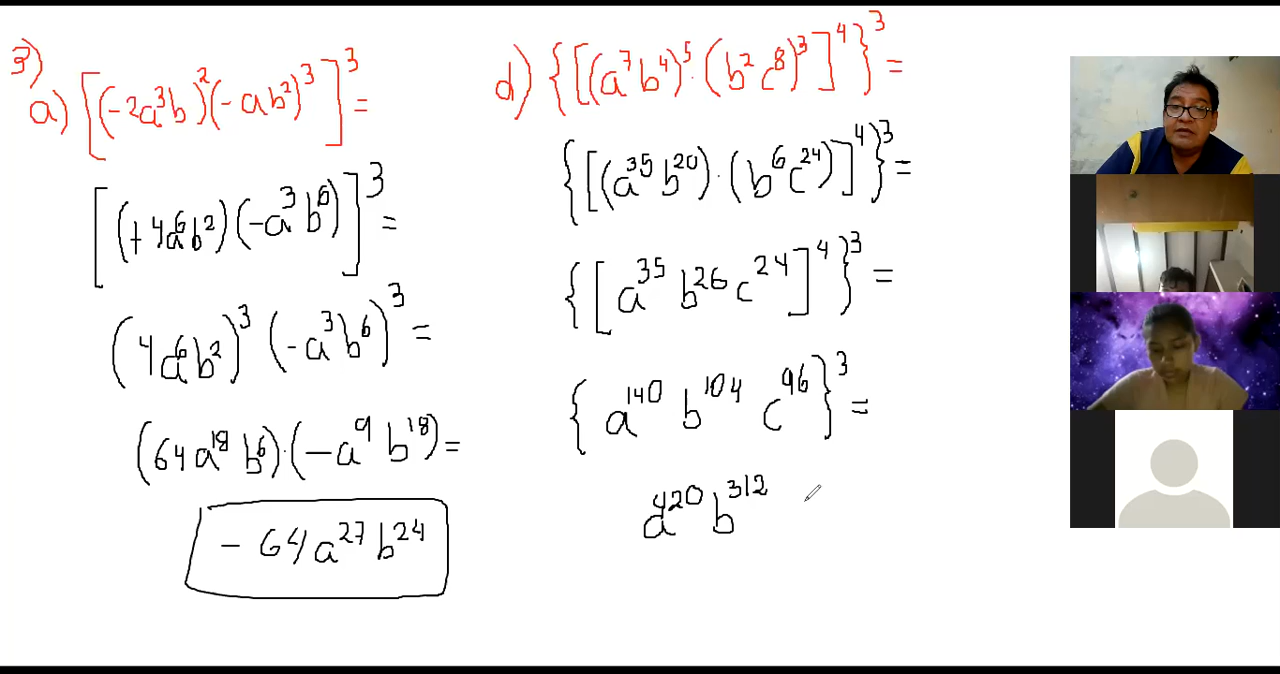 3)
a) [(-2a³b)²(-ab²)³]³=
[(+4a⁶b²)(-a³b⁶)]³=
(4a⁶b²)³(-a³b⁶)³=
(64a¹⁸b⁶)·(-a⁹b¹⁸)=
-64a²⁷b²⁴
d) {[(a⁷b⁴)⁵·(b²c⁸)³]⁴}³=
{[(a³⁵b²⁰)·(b⁶c²⁴)]⁴}³=
{[a³⁵b²⁶c²⁴]⁴}³=
{a¹⁴⁰b¹⁰⁴c⁹⁶}³=
a⁴²⁰b³¹²